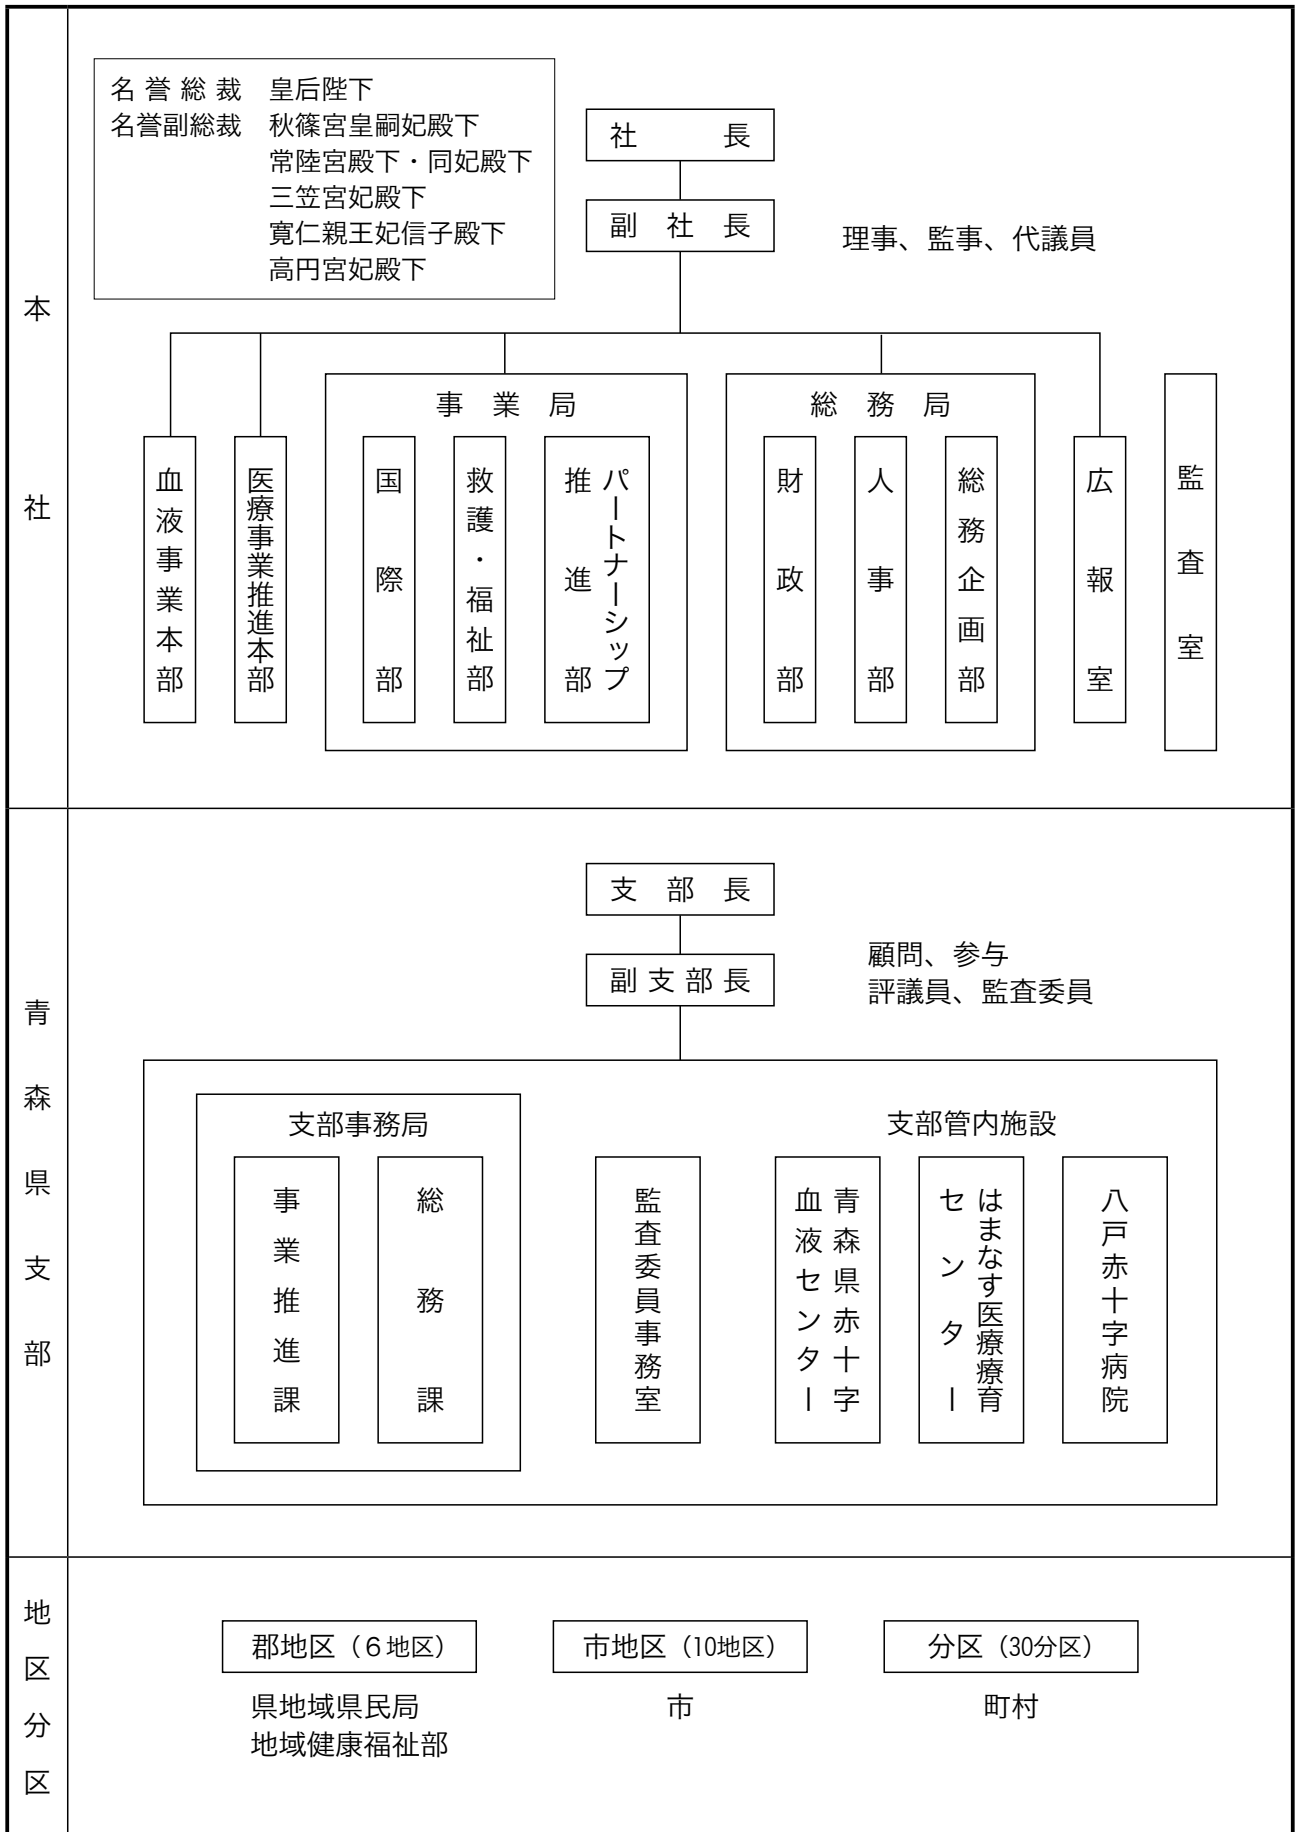 本社
名誉総裁 皇后陛下
名誉副総裁 秋篠宮皇嗣妃殿下
常陸宮殿下・同妃殿下
三笠宮妃殿下
寬仁親王妃信子殿下
高円宮妃殿下
社長
副社長
理事、監事、代議員
血液事業本部
医療事業推進本部
事業局
国際部
救護・福祉部
パートナーシップ
推進部
総務局
財政部
人事部
総務企画部
広報室
監査室
青森県支部
支部長
副支部長
顧問、参与
評議員、監査委員
支部事務局
事業推進課
総務課
監査委員事務室
支部管内施設
青森県赤十字
血液センター
はまなす医療療育
センター
八戸赤十字病院
地区分区
郡地区（６地区）
県地域県民局
地域健康福祉部
市地区（10地区）
市
分区（30分区）
町村